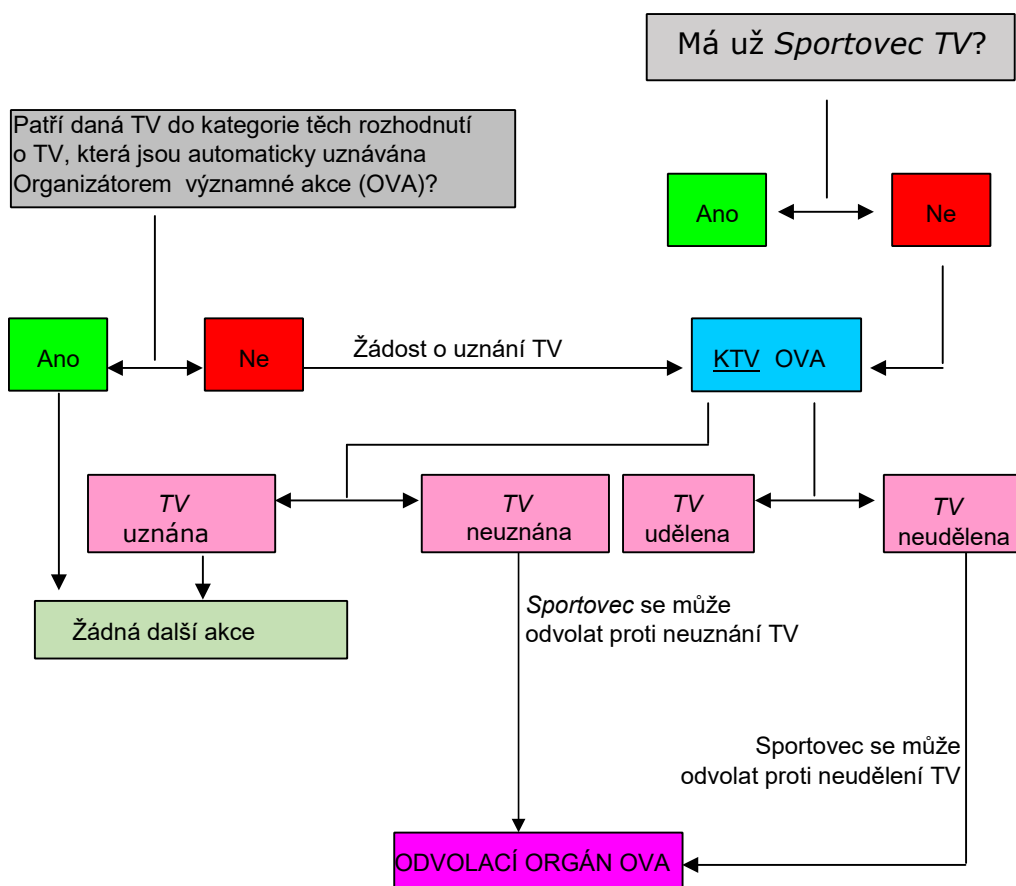 Má už Sportovec TV?
Patří daná TV do kategorie těch rozhodnutí
o TV, která jsou automaticky uznávána
Organizátorem významné akce (OVA)?
Ano
Ne
Ano
Ne
Žádost o uznání TV
KTV OVA
TV
uznána
TV
neuznána
TV
udělena
TV
neudělena
Žádná další akce
Sportovec se může
odvolat proti neuznání TV
Sportovec se může
odvolat proti neudělení TV
ODVOLACÍ ORGÁN OVA